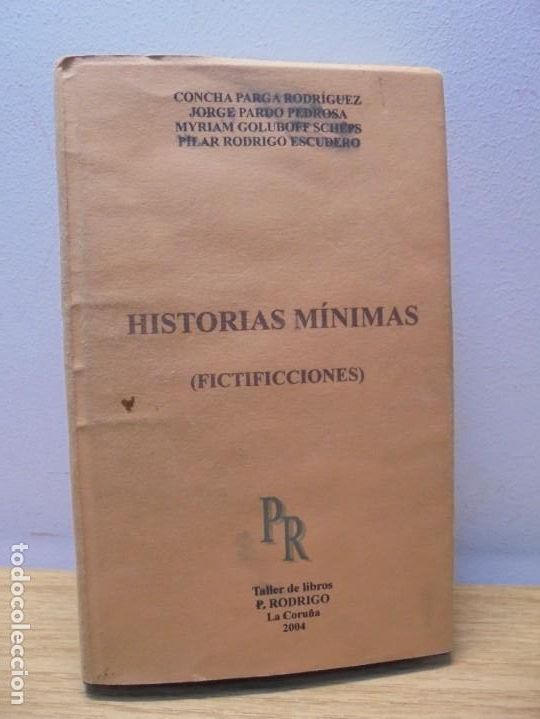 CONCHA PARGA RODRÍGUEZ
JORGE PARDO PEDROSA
MYRIAM GOLUBOFF SCHEPS
PILAR RODRIGO ESCUDERO
HISTORIAS MÍNIMAS
(FICTIFICCIONES)
PR
Taller de libros
P. RODRIGO
La Coruña
2004
todocoleccion.net